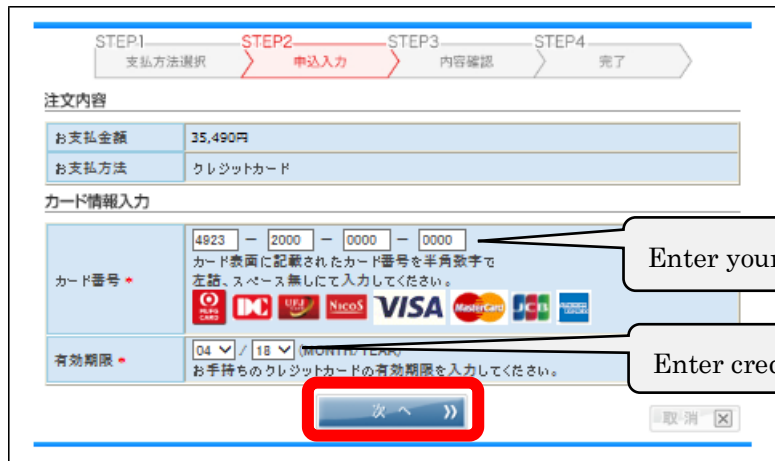 STEP1 STEP2 STEP3 STEP4
支払方法選択 申込入力 内容確認 完了
注文内容
お支払金額 35,490円
お支払方法 クレジットカード
カード情報入力
カード番号 * 4923 - 2000 - 0000 - 0000
カード表面に記載されたカード番号を半角数字で
左詰、スペース無しにて入力してください。
MUFG CARD DC UFJ NICOS VISA MasterCard JCB
Enter your
有効期限 * 04 / 18 (MONTH/YEAR)
お手持ちのクレジットカードの有効期限を入力してください。
Enter cred
次へ 》
取消